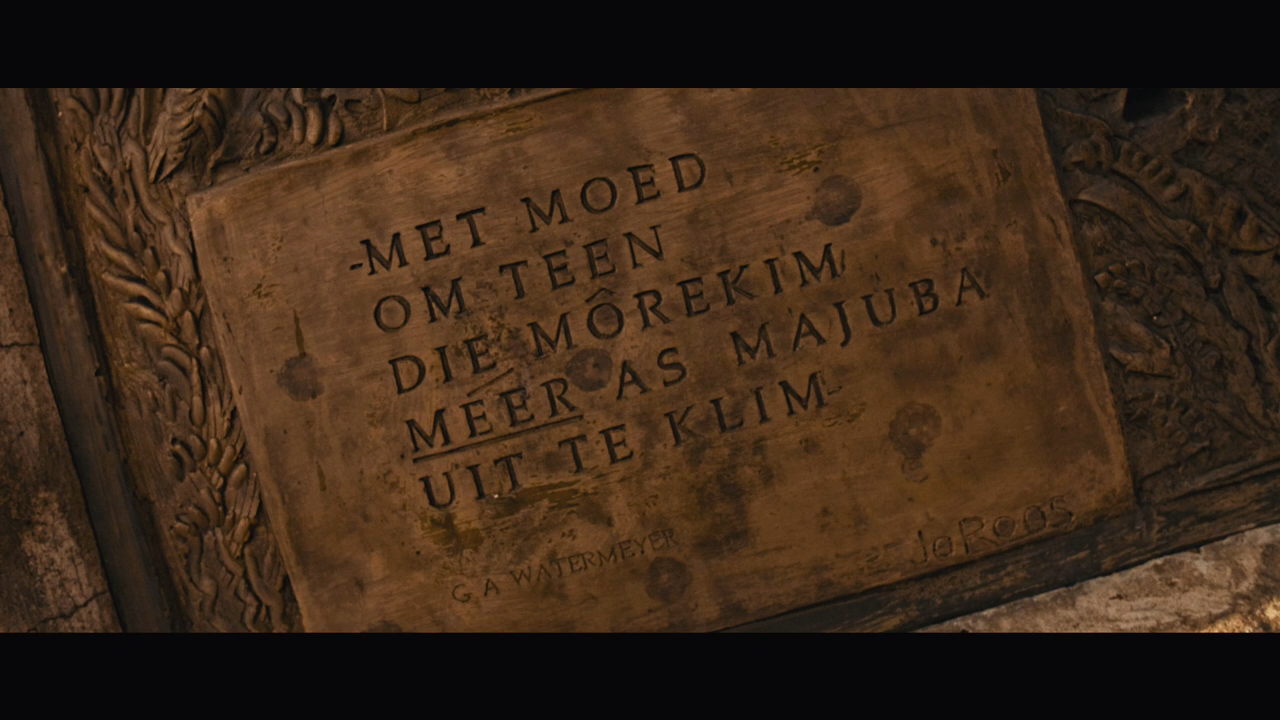 -MET MOED
OM TEEN
DIE MÔREKIM
MÉÉR AS MAJUBA
UIT TE KLIM-
G A WATERMEYER
Jo Roos